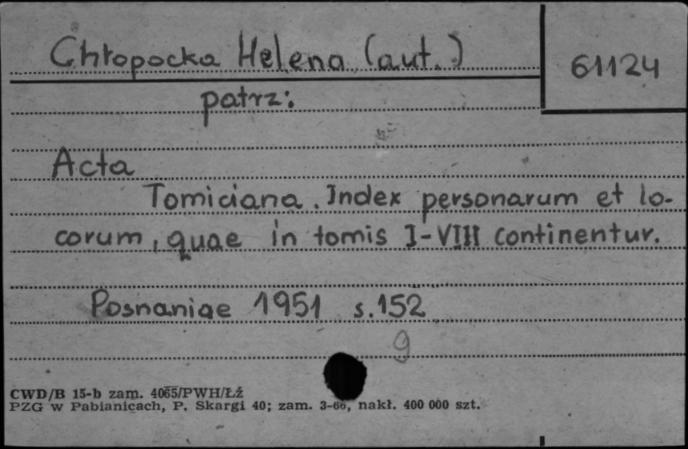 Chłopocka Helena (aut.)
61124
patrz:
Acta
Tomiciana. Index personarum et lo-
corum, quae in tomis I-VIII continentur.
Posnaniae 1951 s.152
9
CWD/B 15-b zam. 4065/PWH/Łź
PZG w Pabianicach, P. Skargi 40; zam. 3-66, nakł. 400 000 szt.